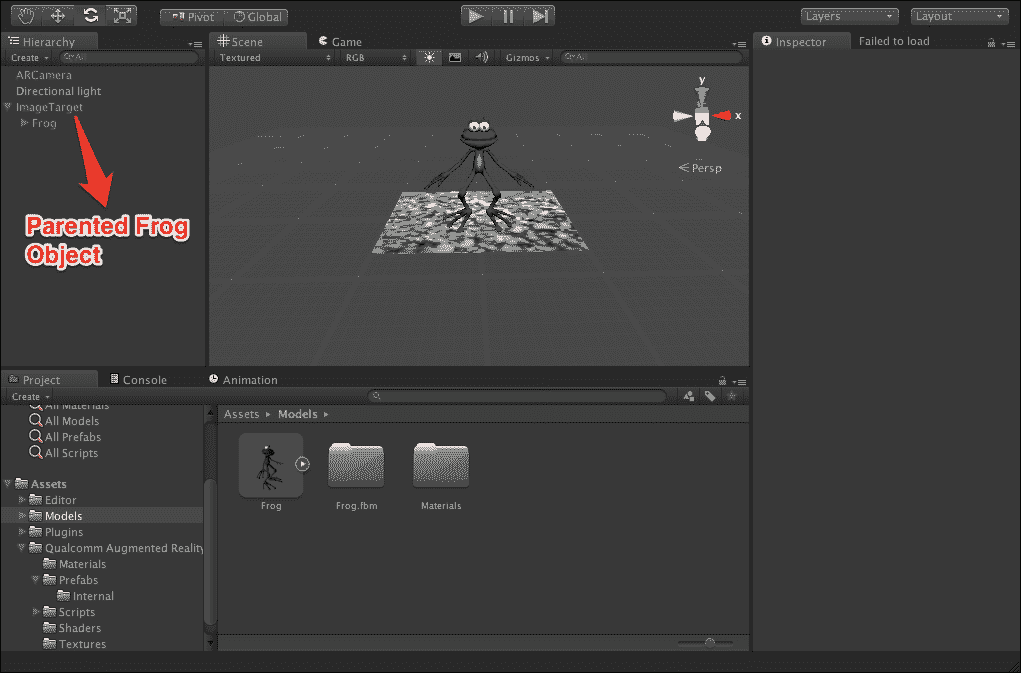 Pivot Global Layers Layout
Hierarchy Scene Game Inspector Failed to load
Create All Textured RGB Gizmos All
ARCamera
Directional light
ImageTarget
Frog
y
x
Persp
Parented Frog
Object
Project Console Animation
Create
All Materials
All Models
All Prefabs
All Scripts
Assets Models
Assets
Editor
Models
Plugins
Qualcomm Augmented Reality
Materials
Prefabs
Internal
Scripts
Shaders
Textures
Frog Frog.fbm Materials